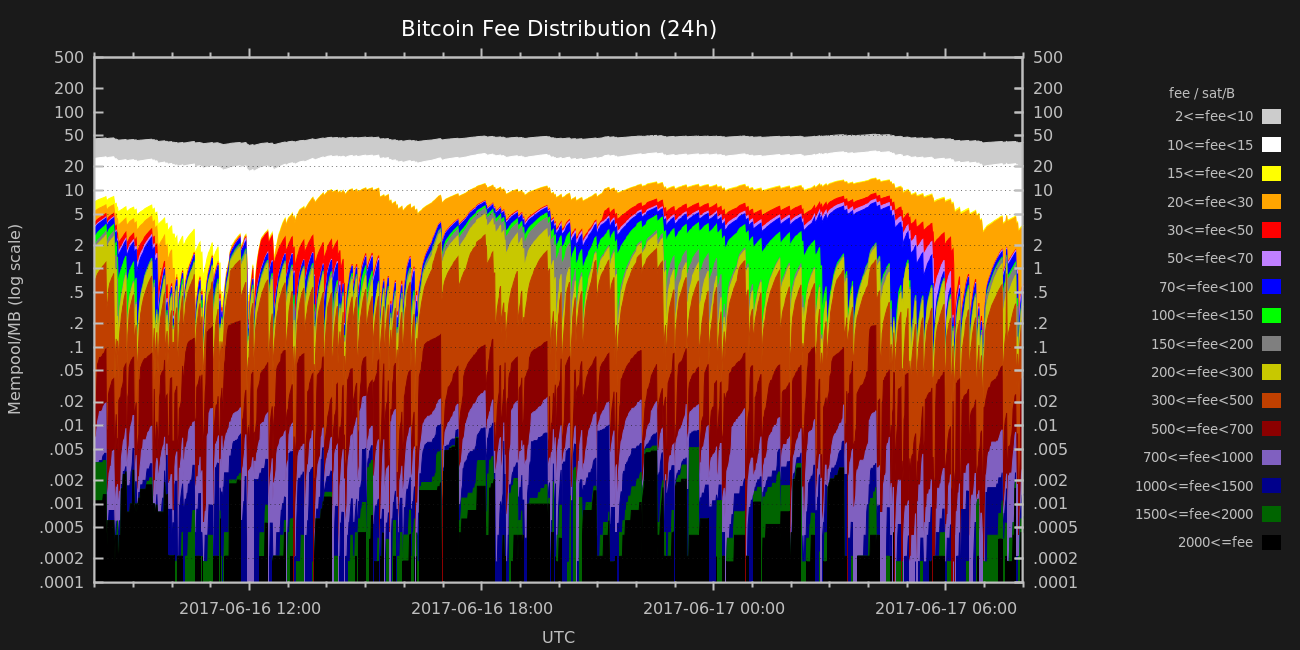 Bitcoin Fee Distribution (24h)
500
200
100
50
20
10
5
2
1
.5
.2
.1
.05
.02
.01
.005
.002
.001
.0005
.0002
.0001
Mempool/MB (log scale)
500
200
100
50
20
10
5
2
1
.5
.2
.1
.05
.02
.01
.005
.002
.001
.0005
.0002
.0001
2017-06-16 12:00 2017-06-16 18:00 2017-06-17 00:00 2017-06-17 06:00
UTC
fee / sat/B
2<=fee<10
10<=fee<15
15<=fee<20
20<=fee<30
30<=fee<50
50<=fee<70
70<=fee<100
100<=fee<150
150<=fee<200
200<=fee<300
300<=fee<500
500<=fee<700
700<=fee<1000
1000<=fee<1500
1500<=fee<2000
2000<=fee